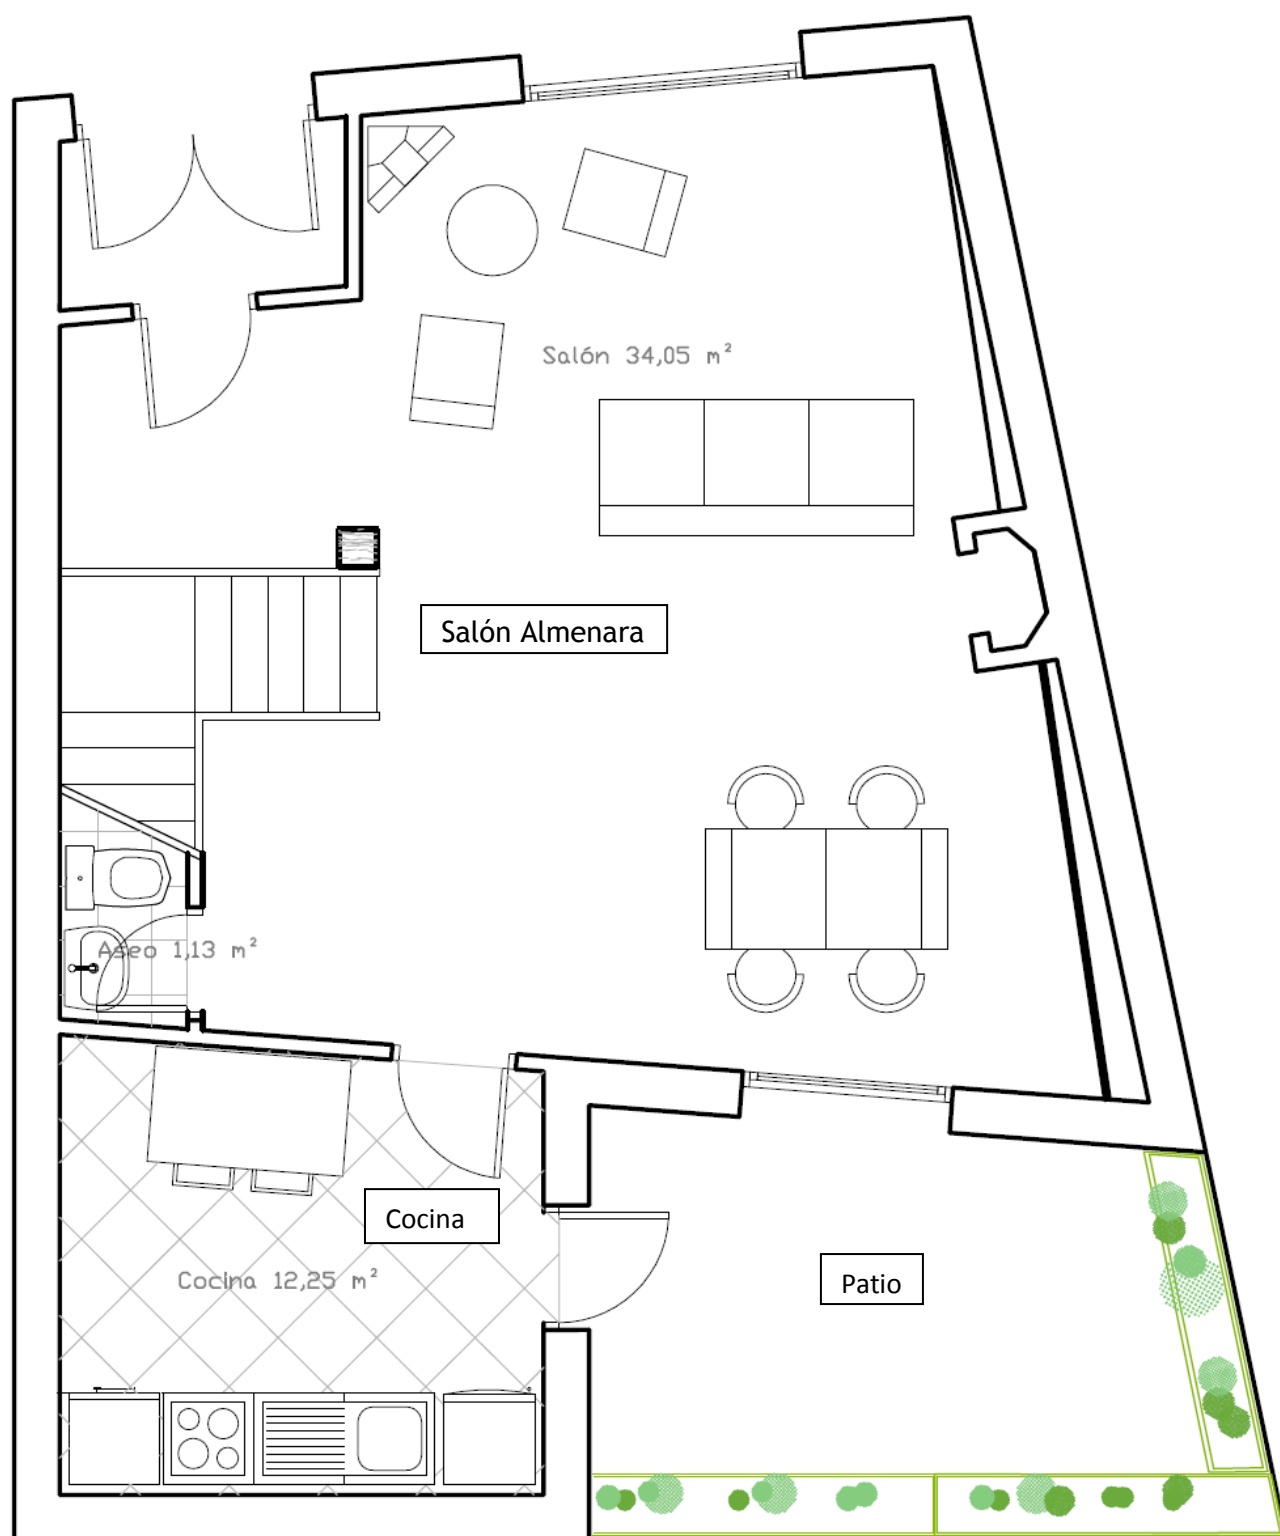 Salón 34,05 m²
Salón Almenara
Aseo 1,13 m²
Cocina
Cocina 12,25 m²
Patio